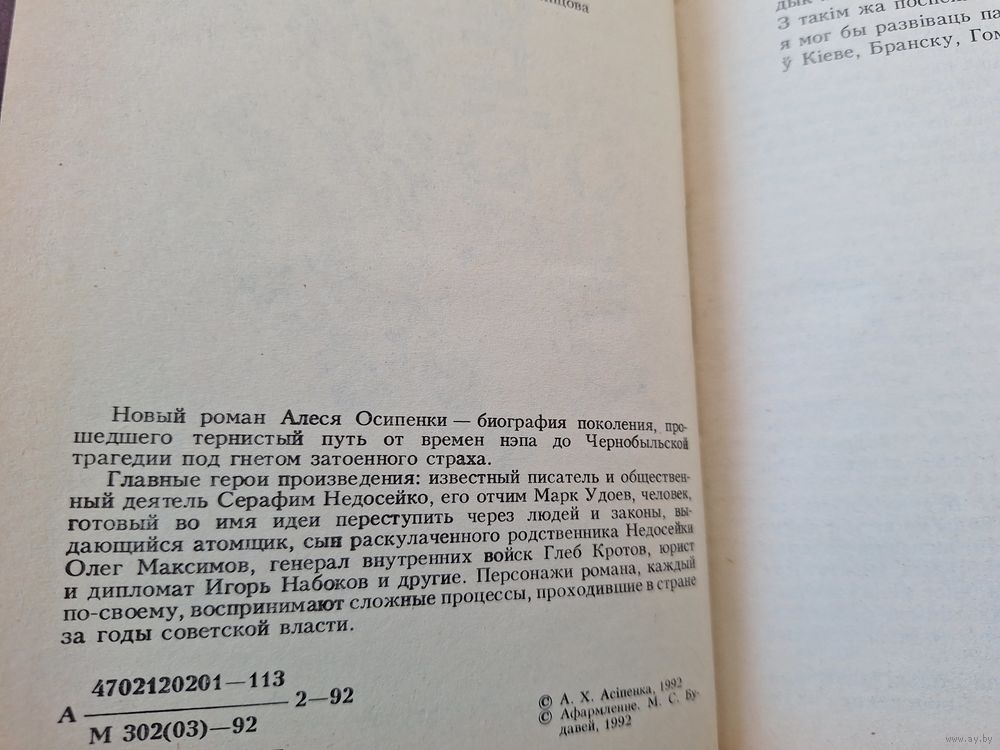 Новый роман Алеся Осипенки — биография поколения, про-
шедшего тернистый путь от времен нэпа до Чернобыльской
трагедии под гнетом затоенного страха.
Главные герои произведения: известный писатель и обществен-
ный деятель Серафим Недосейко, его отчим Марк Удоев, человек,
готовый во имя идеи переступить через людей и законы, вы-
дающийся атомщик, сын раскулаченного родственника Недосейки
Олег Максимов, генерал внутренних войск Глеб Кротов, юрист
и дипломат Игорь Набоков и другие. Персонажи романа, каждый
по-своему, воспринимают сложные процессы, проходившие в стране
за годы советской власти.
А 4702120201—113 2—92
М 302(03)—92
© А. Х. Асіпенка, 1992
© Афармленне. М. С. Бу-
давей, 1992
З такім жа
я мог бы развіваць
ў Кіеве, Бранску,
www.ay.by